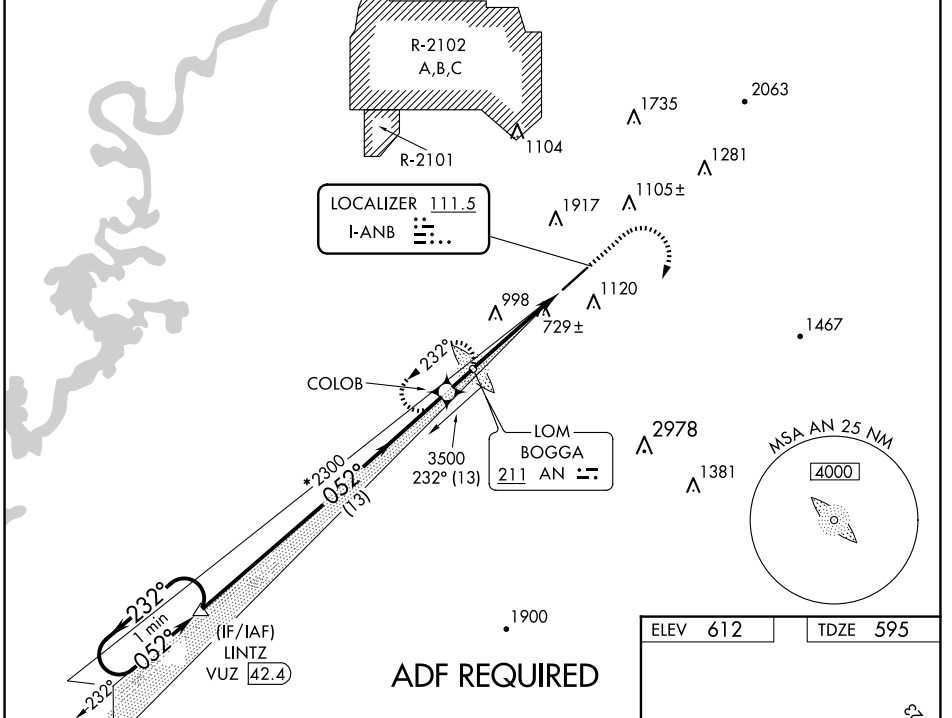 R-2102
A,B,C
R-2101
1104
1735
2063
1281
1105±
1917
LOCALIZER 111.5
I-ANB
998
729±
1120
1467
232°
COLOB
LOM
BOGGA
211 AN
3500
232° (13)
*2300
052°
(13)
2978
1381
MSA AN 25 NM
4000
232°
1 min
052°
232°
(IF/IAF)
LINTZ
VUZ 42.4
1900
ADF REQUIRED
ELEV 612
TDZE 595